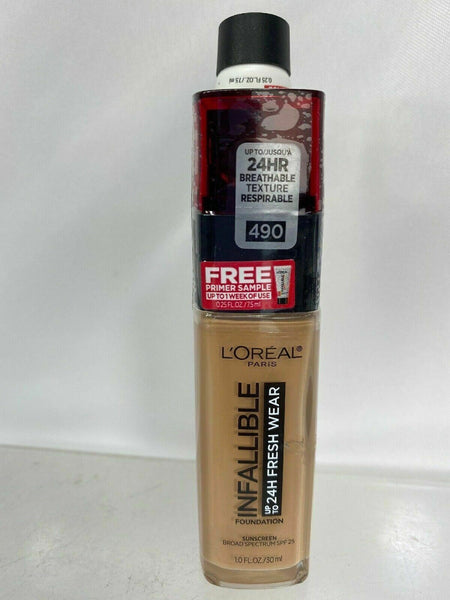 0.25 FL.OZ./7.5 ml
UP TO/JUSQU'À
24HR
BREATHABLE
TEXTURE
RESPIRABLE
490
FREE
PRIMER SAMPLE
UP TO 1 WEEK OF USE
0.25 FL.OZ./7.5 ml
L'ORÉAL®
PARIS
INFALLIBLE
UP TO 24H FRESH WEAR
FOUNDATION
SUNSCREEN
BROAD SPECTRUM SPF 25
1.0 FL.OZ./30 ml